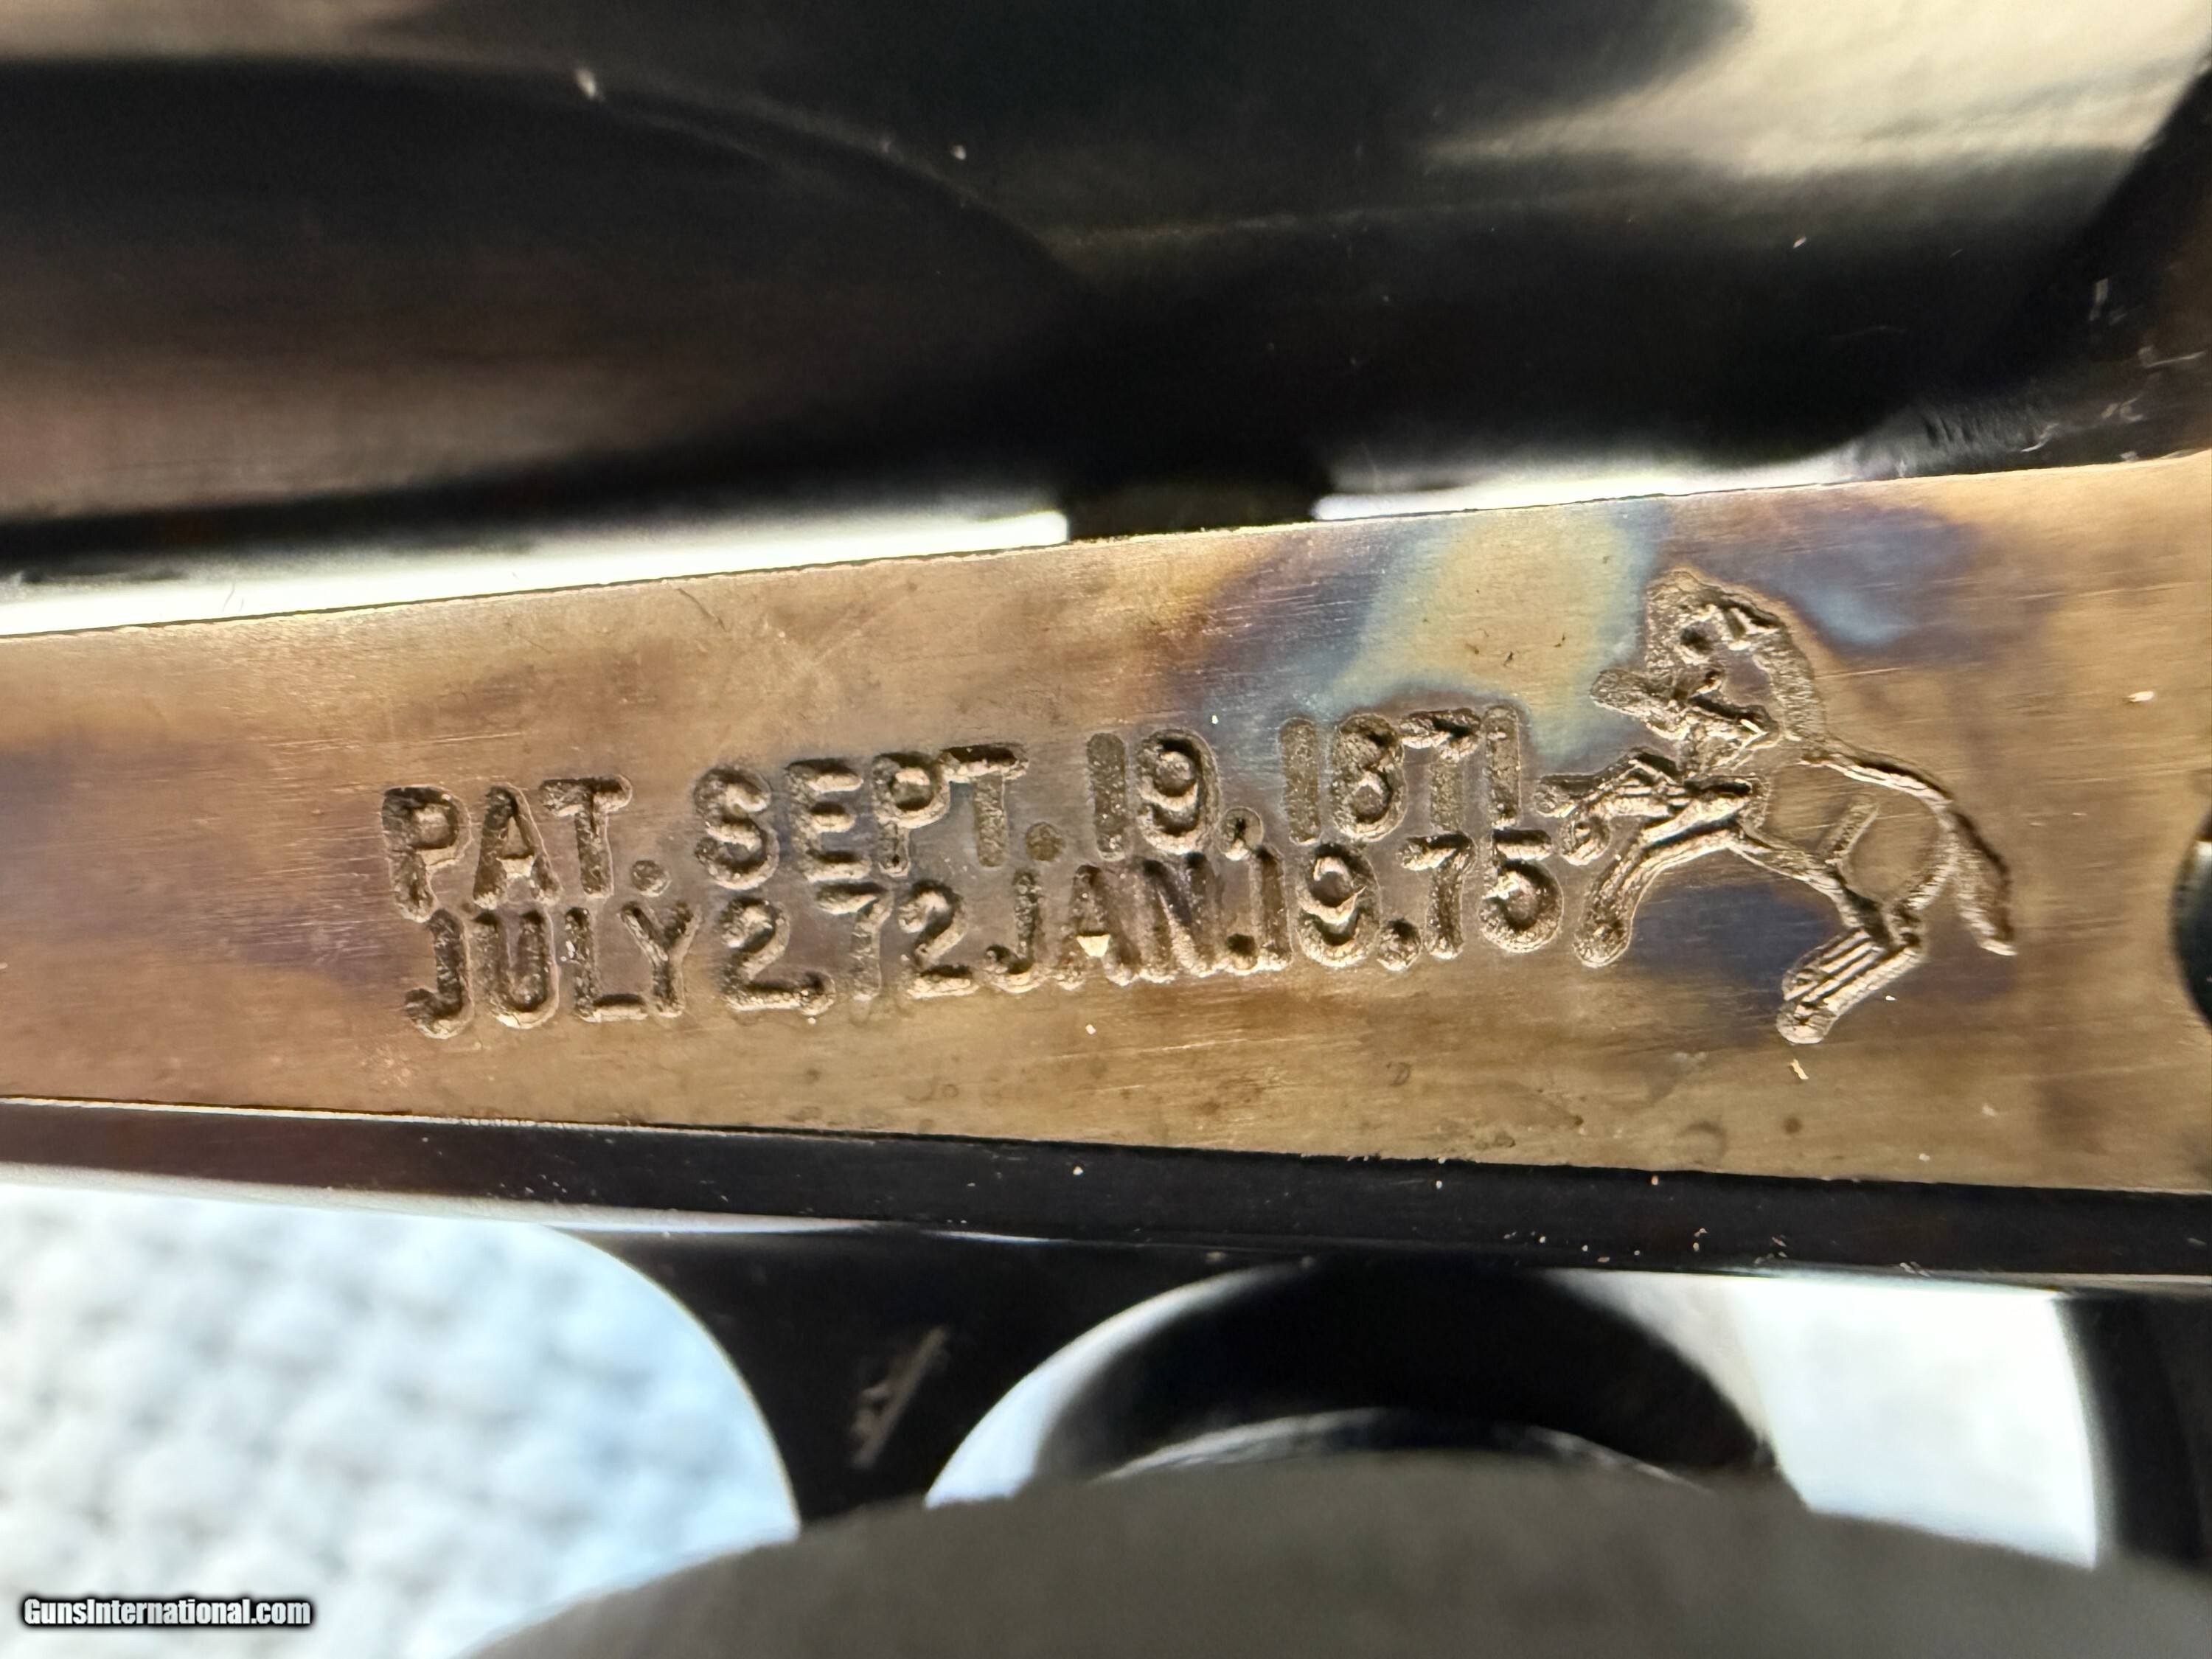 PAT. SEPT. 19, 1871.
JULY 2, 72 JAN. 19. 75
GunsInternational.com